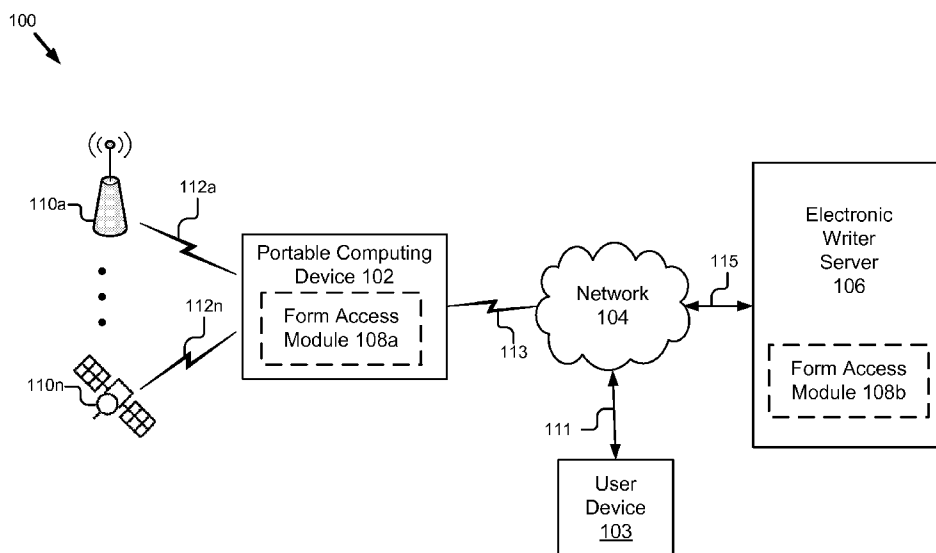 100
110a
112a
110n
112n
Portable Computing
Device 102
Form Access
Module 108a
113
Network
104
111
User
Device
103
115
Electronic
Writer
Server
106
Form Access
Module 108b